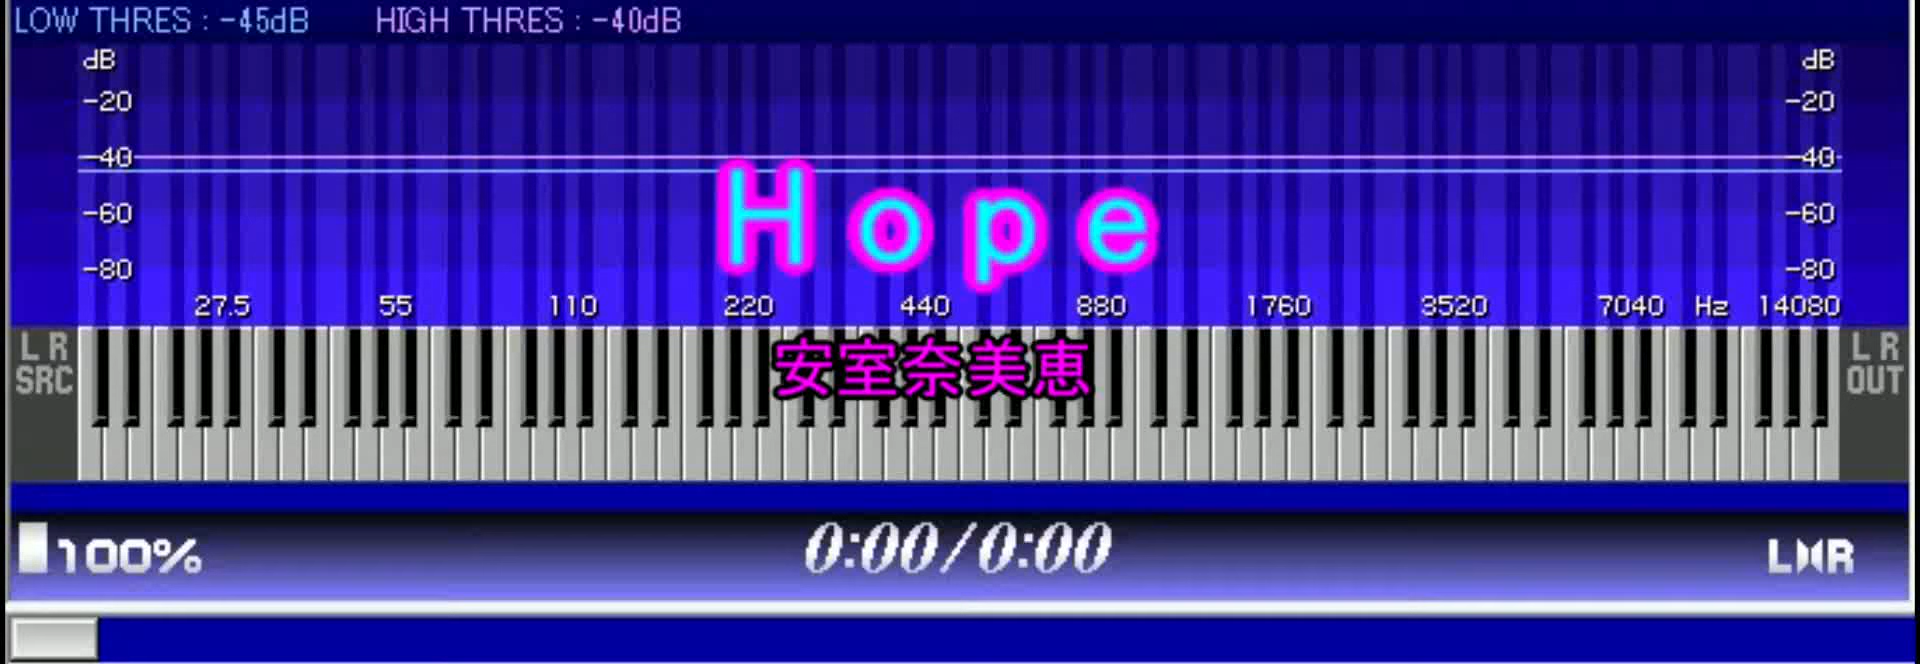 LOW THRES : -45dB HIGH THRES : -40dB
dB dB
-20 -20
-40 -40
-60 -60
-80 -80
Hope
27.5 55 110 220 440 880 1760 3520 7040 Hz 14080
L R L R
SRC OUT
安室奈美恵
100% 0:00/0:00 L R